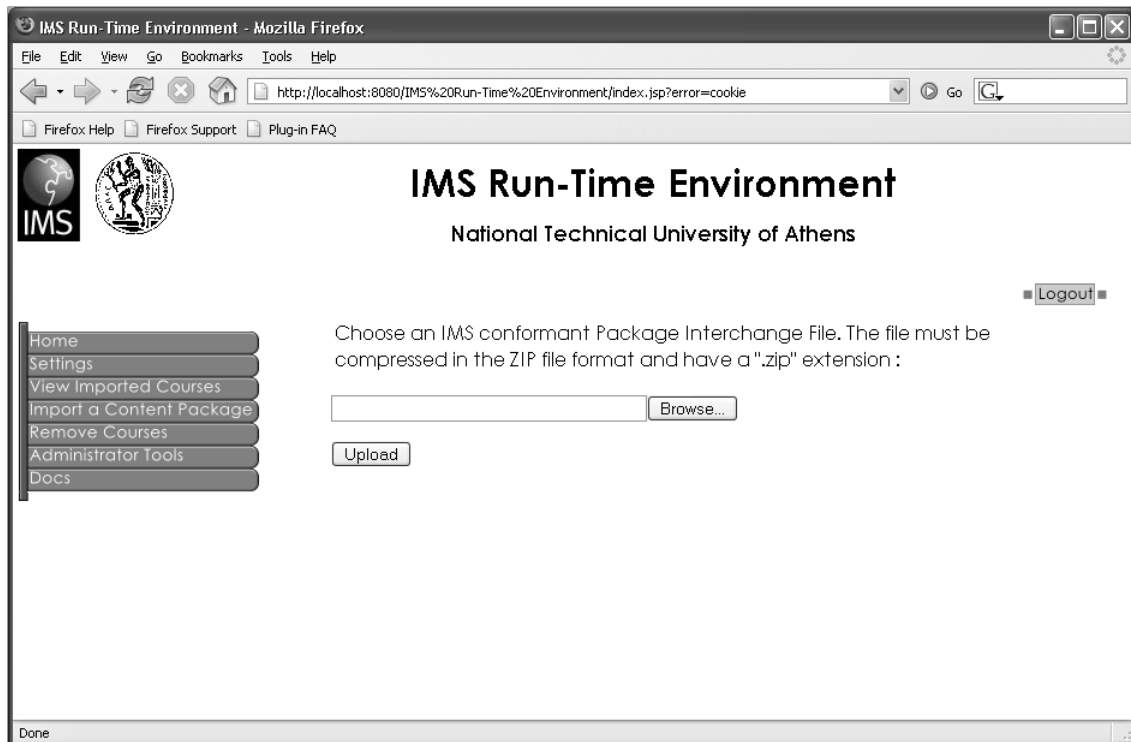 IMS Run-Time Environment - Mozilla Firefox
File Edit View Go Bookmarks Tools Help
http://localhost:8080/IMS%20Run-Time%20Environment/index.jsp?error=cookie Go G
Firefox Help Firefox Support Plug-in FAQ
IMS
IMS Run-Time Environment
National Technical University of Athens
Logout
Home
Settings
View Imported Courses
Import a Content Package
Remove Courses
Administrator Tools
Docs
Choose an IMS conformant Package Interchange File. The file must be
compressed in the ZIP file format and have a ".zip" extension :
Browse...
Upload
Done